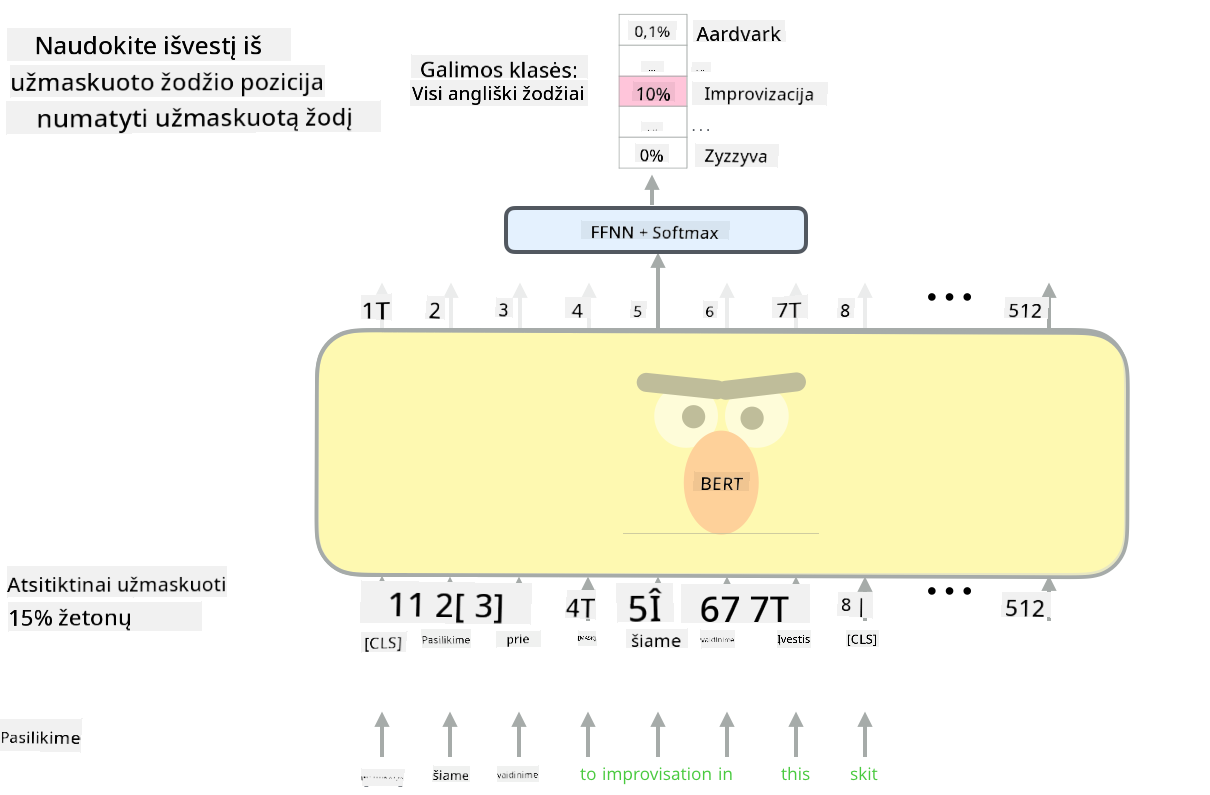 Naudokite išvestį iš
užmaskuoto žodžio pozicija
numatyti užmaskuotą žodį
Galimos klasės:
Visi angliški žodžiai
0,1% Aardvark
... ...
10% Improvizacija
... ...
0% Zyzzyva
FFNN + Softmax
1T 2 3 4 5 6 7T 8 ••• 512
BERT
Atsitiktinai užmaskuoti
15% žetonų
11 2[ 3] 4T 5Î 67 7T 8 | ••• 512
[CLS] Pasilikime prie [MASK] šiame vaidinime Įvestis [CLS]
Pasilikime
šiame vaidinime to improvisation in this skit